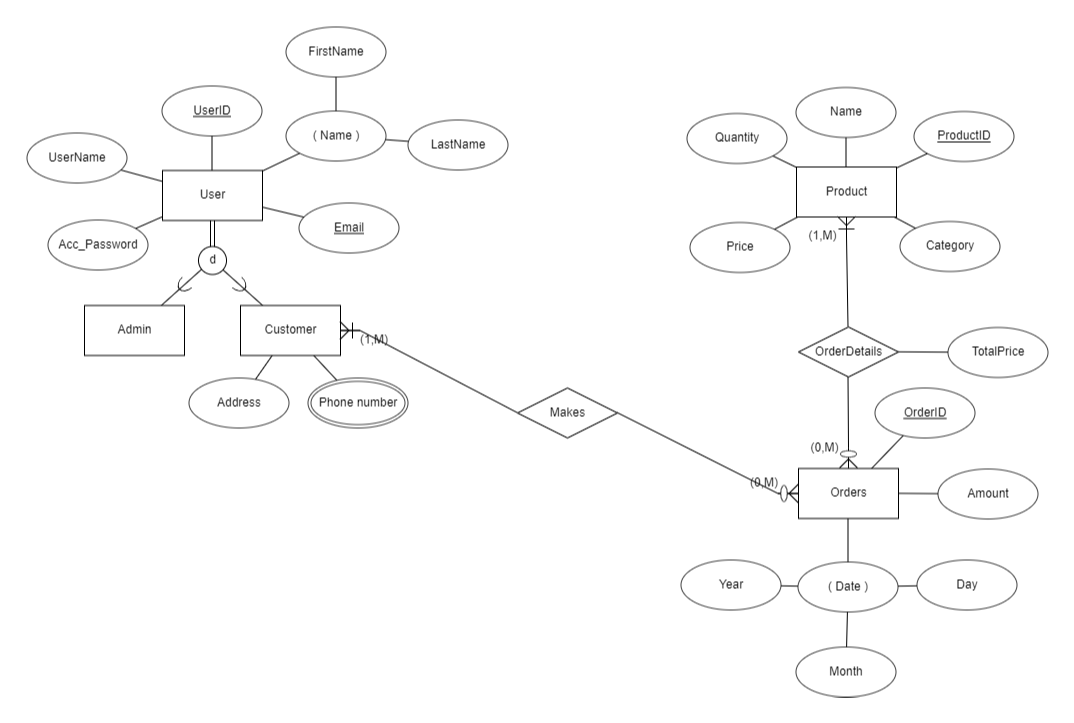 FirstName
UserID
( Name )
LastName
UserName
User
Acc_Password
Email
d
Admin
Customer
(1,M)
Address
Phone number
Makes
(0,M)
Name
Quantity
ProductID
Product
Price
(1,M)
Category
OrderDetails
TotalPrice
OrderID
(0,M)
Orders
Amount
Year
( Date )
Day
Month